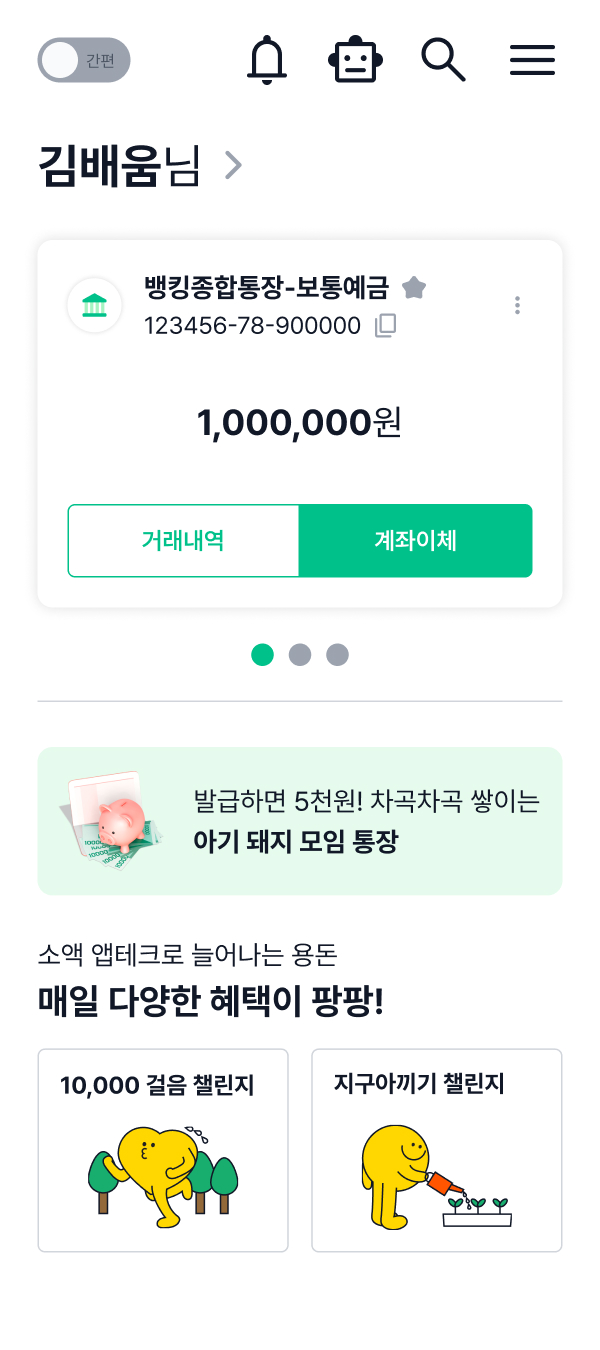 간편
김배움님
뱅킹종합통장-보통예금
123456-78-900000
1,000,000원
거래내역
계좌이체
발급하면 5천원! 차곡차곡 쌓이는
아기 돼지 모임 통장
소액 앱테크로 늘어나는 용돈
매일 다양한 혜택이 팡팡!
10,000 걸음 챌린지
지구아끼기 챌린지